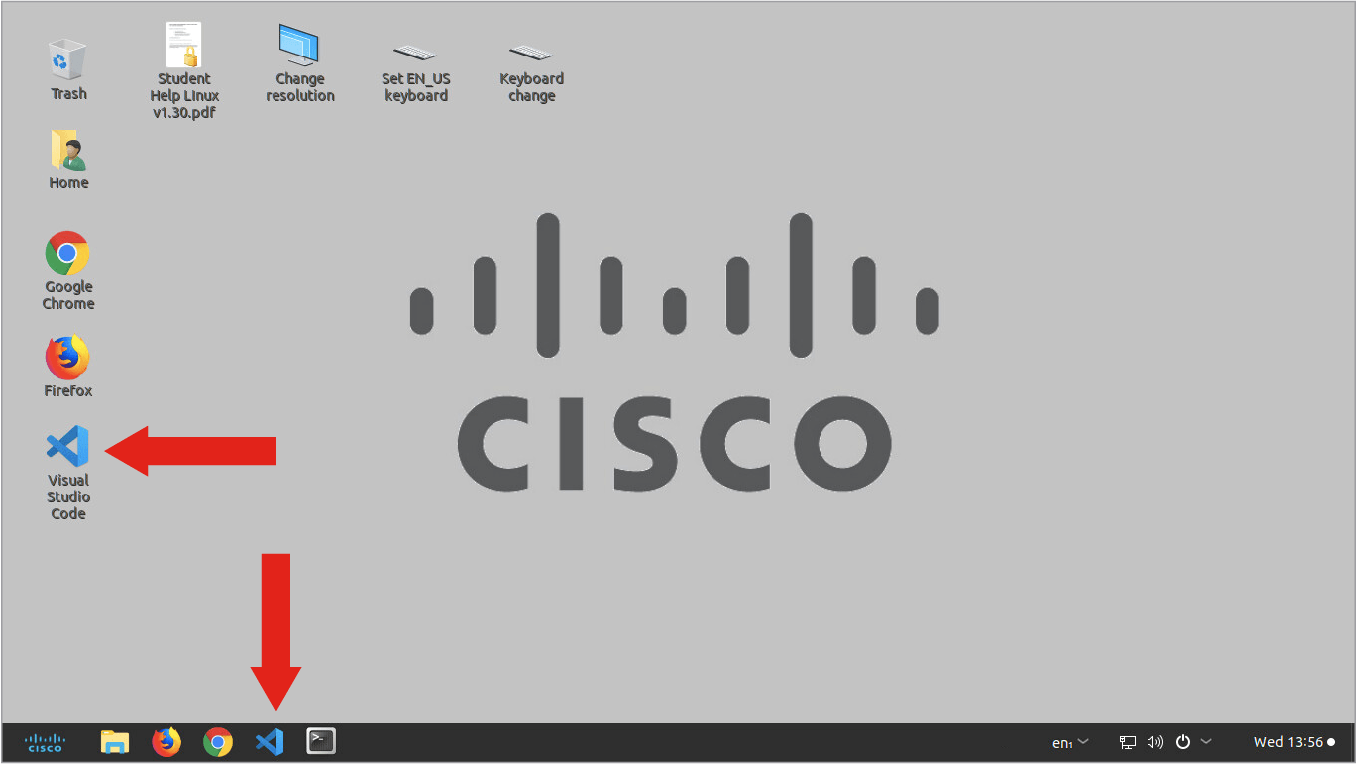 Trash
Student
Help Linux
v1.30.pdf
Change
resolution
Set EN_US
keyboard
Keyboard
change
Home
Google
Chrome
Firefox
Visual
Studio
Code
CISCO
CISCO
en₁
Wed 13:56